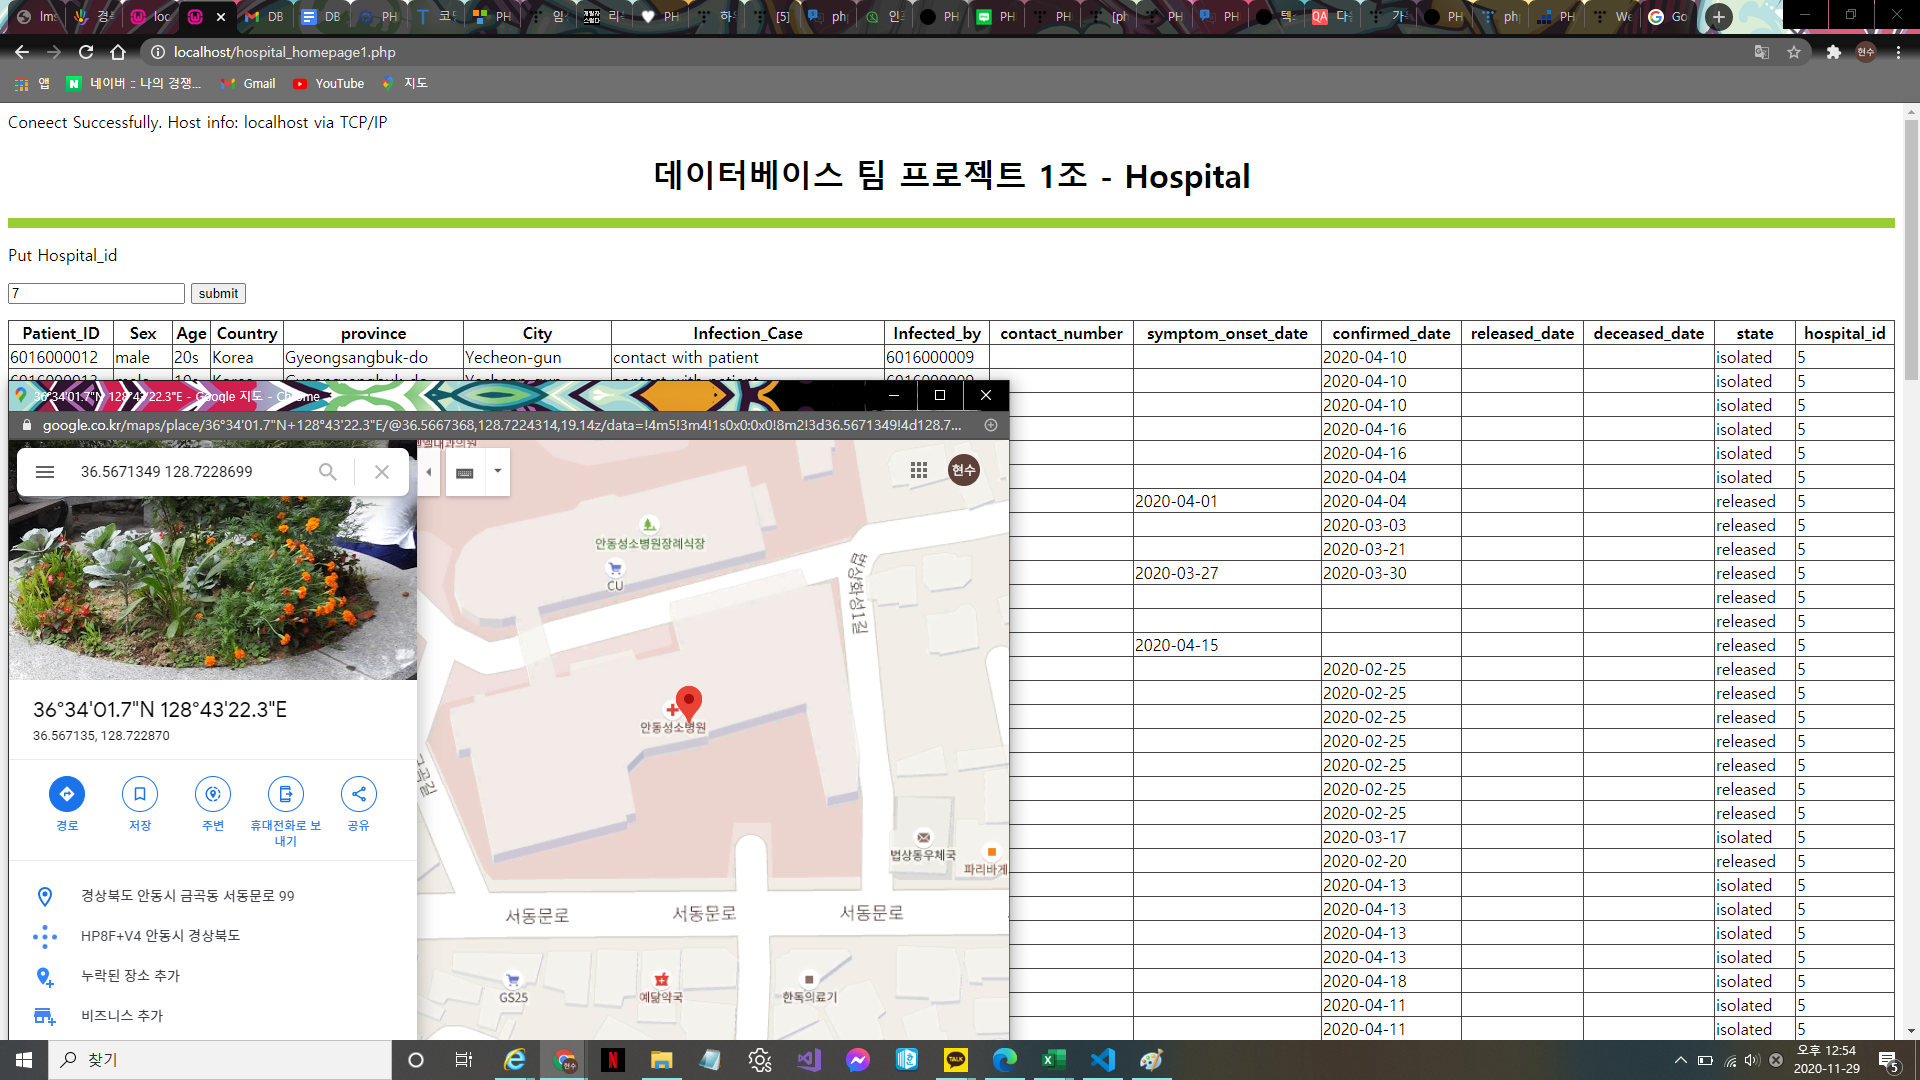 localhost/hospital_homepage1.php
앱 네이버 :: 나의 경쟁... Gmail YouTube 지도
Coneect Successfully. Host info: localhost via TCP/IP
데이터베이스 팀 프로젝트 1조 - Hospital
Put Hospital_id
7 submit
Patient_ID Sex Age Country province City Infection_Case Infected_by contact_number symptom_onset_date confirmed_date released_date deceased_date state hospital_id
6016000012 male 20s Korea Gyeongsangbuk-do Yecheon-gun contact with patient 6016000009 2020-04-10 isolated 5
2020-04-10 isolated 5
2020-04-10 isolated 5
2020-04-16 isolated 5
2020-04-16 isolated 5
2020-04-04 isolated 5
2020-04-01 2020-04-04 released 5
2020-03-03 released 5
2020-03-21 released 5
2020-03-27 2020-03-30 released 5
released 5
released 5
2020-04-15 released 5
2020-02-25 released 5
2020-02-25 released 5
2020-02-25 released 5
2020-02-25 released 5
2020-02-25 released 5
2020-02-25 released 5
2020-02-25 released 5
2020-03-17 isolated 5
2020-02-20 released 5
2020-04-13 isolated 5
2020-04-13 isolated 5
2020-04-13 isolated 5
2020-04-13 isolated 5
2020-04-18 isolated 5
2020-04-11 isolated 5
2020-04-11 isolated 5
36°34'01.7"N 128°43'22.3"E - Google 지도 - Chrome
google.co.kr/maps/place/36°34'01.7"N+128°43'22.3"E/@36.5667368,128.7224314,19.14z/data=!4m5!3m4!1s0x0:0x0!8m2!3d36.5671349!4d128.7...
36.5671349 128.7228699
현수
안동성소병원장례식장
CU
법상화성1길
안동성소병원
36°34'01.7"N 128°43'22.3"E
36.567135, 128.722870
경로 저장 주변 휴대전화로 보내기 공유
법상동우체국
파리바게
경상북도 안동시 금곡동 서동문로 99
서동문로 서동문로 서동문로
HP8F+V4 안동시 경상북도
누락된 장소 추가
GS25 예닮약국 한독의료기
비즈니스 추가
찾기
오후 12:54
2020-11-29
5